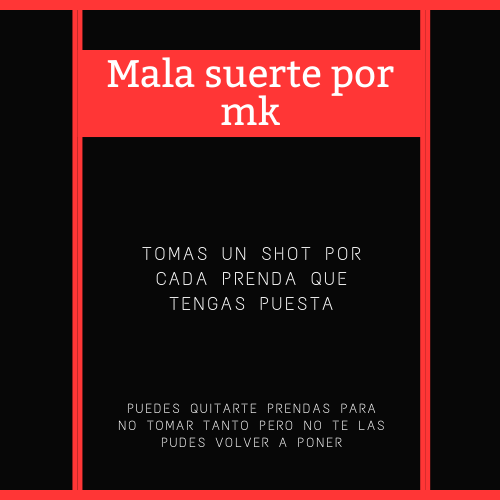 Mala suerte por
mk
TOMAS UN SHOT POR
CADA PRENDA QUE
TENGAS PUESTA
PUEDES QUITARTE PRENDAS PARA
NO TOMAR TANTO PERO NO TE LAS
PUDES VOLVER A PONER